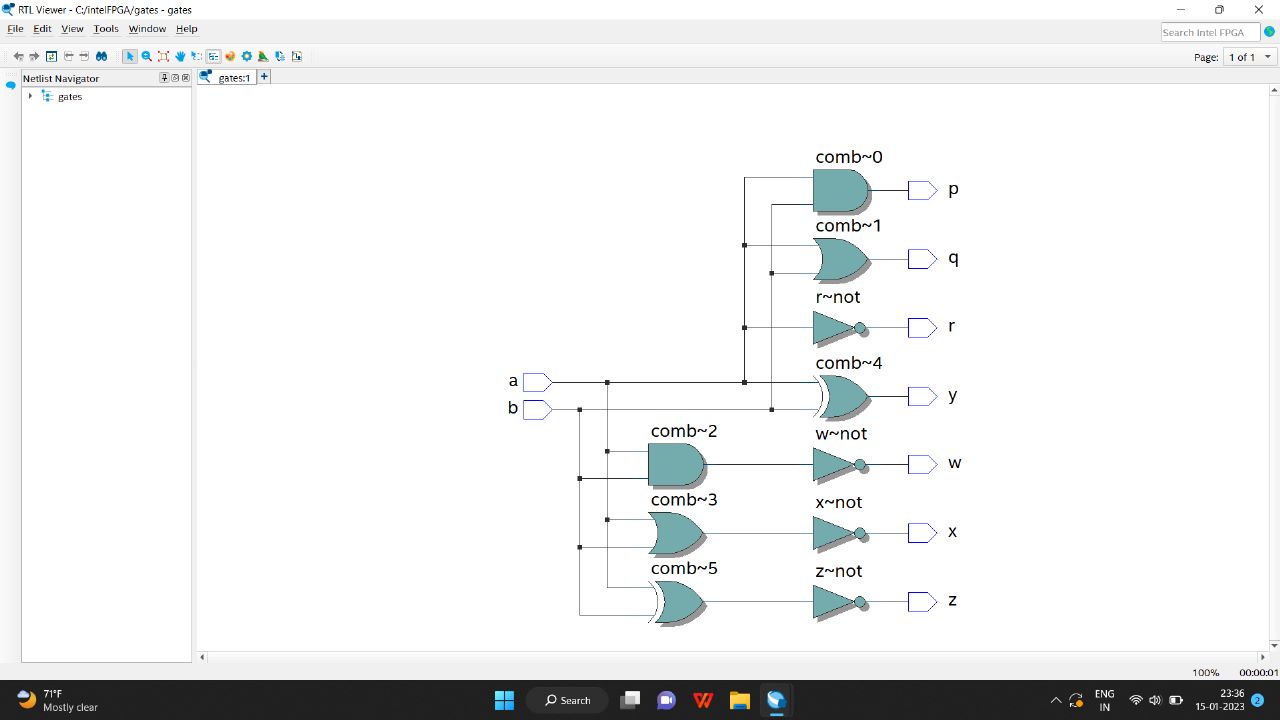 RTL Viewer - C:/intelFPGA/gates - gates
File Edit View Tools Window Help
Search Intel FPGA
Page: 1 of 1
Netlist Navigator
gates:1
gates
comb~0
p
comb~1
q
r~not
r
comb~4
a
y
b
comb~2
w~not
w
comb~3
x~not
x
comb~5
z~not
z
100% 00:00:01
71°F
Mostly clear
Search
ENG
IN
23:36
15-01-2023
2